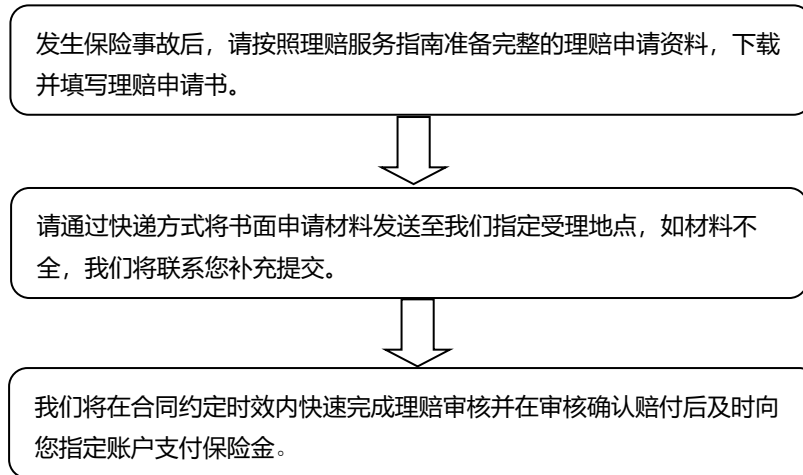 发生保险事故后，请按照理赔服务指南准备完整的理赔申请资料，下载
并填写理赔申请书。
请通过快递方式将书面申请材料发送至我们指定受理地点，如材料不
全，我们将联系您补充提交。
我们将在合同约定时效内快速完成理赔审核并在审核确认赔付后及时向
您指定账户支付保险金。